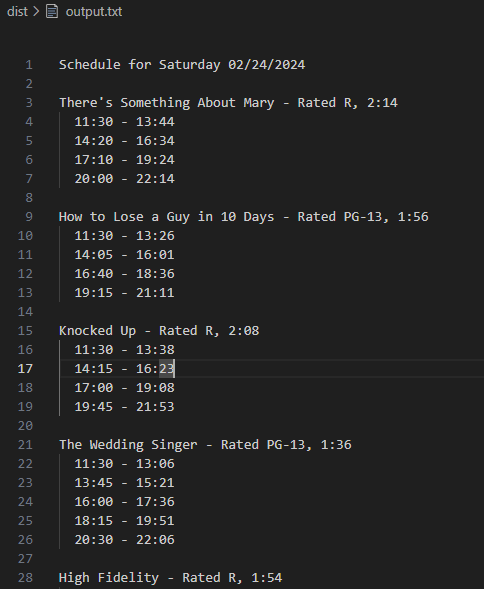 dist > output.txt
1 Schedule for Saturday 02/24/2024
2
3 There's Something About Mary - Rated R, 2:14
4 11:30 - 13:44
5 14:20 - 16:34
6 17:10 - 19:24
7 20:00 - 22:14
8
9 How to Lose a Guy in 10 Days - Rated PG-13, 1:56
10 11:30 - 13:26
11 14:05 - 16:01
12 16:40 - 18:36
13 19:15 - 21:11
14
15 Knocked Up - Rated R, 2:08
16 11:30 - 13:38
17 14:15 - 16:23
18 17:00 - 19:08
19 19:45 - 21:53
20
21 The Wedding Singer - Rated PG-13, 1:36
22 11:30 - 13:06
23 13:45 - 15:21
24 16:00 - 17:36
25 18:15 - 19:51
26 20:30 - 22:06
27
28 High Fidelity - Rated R, 1:54